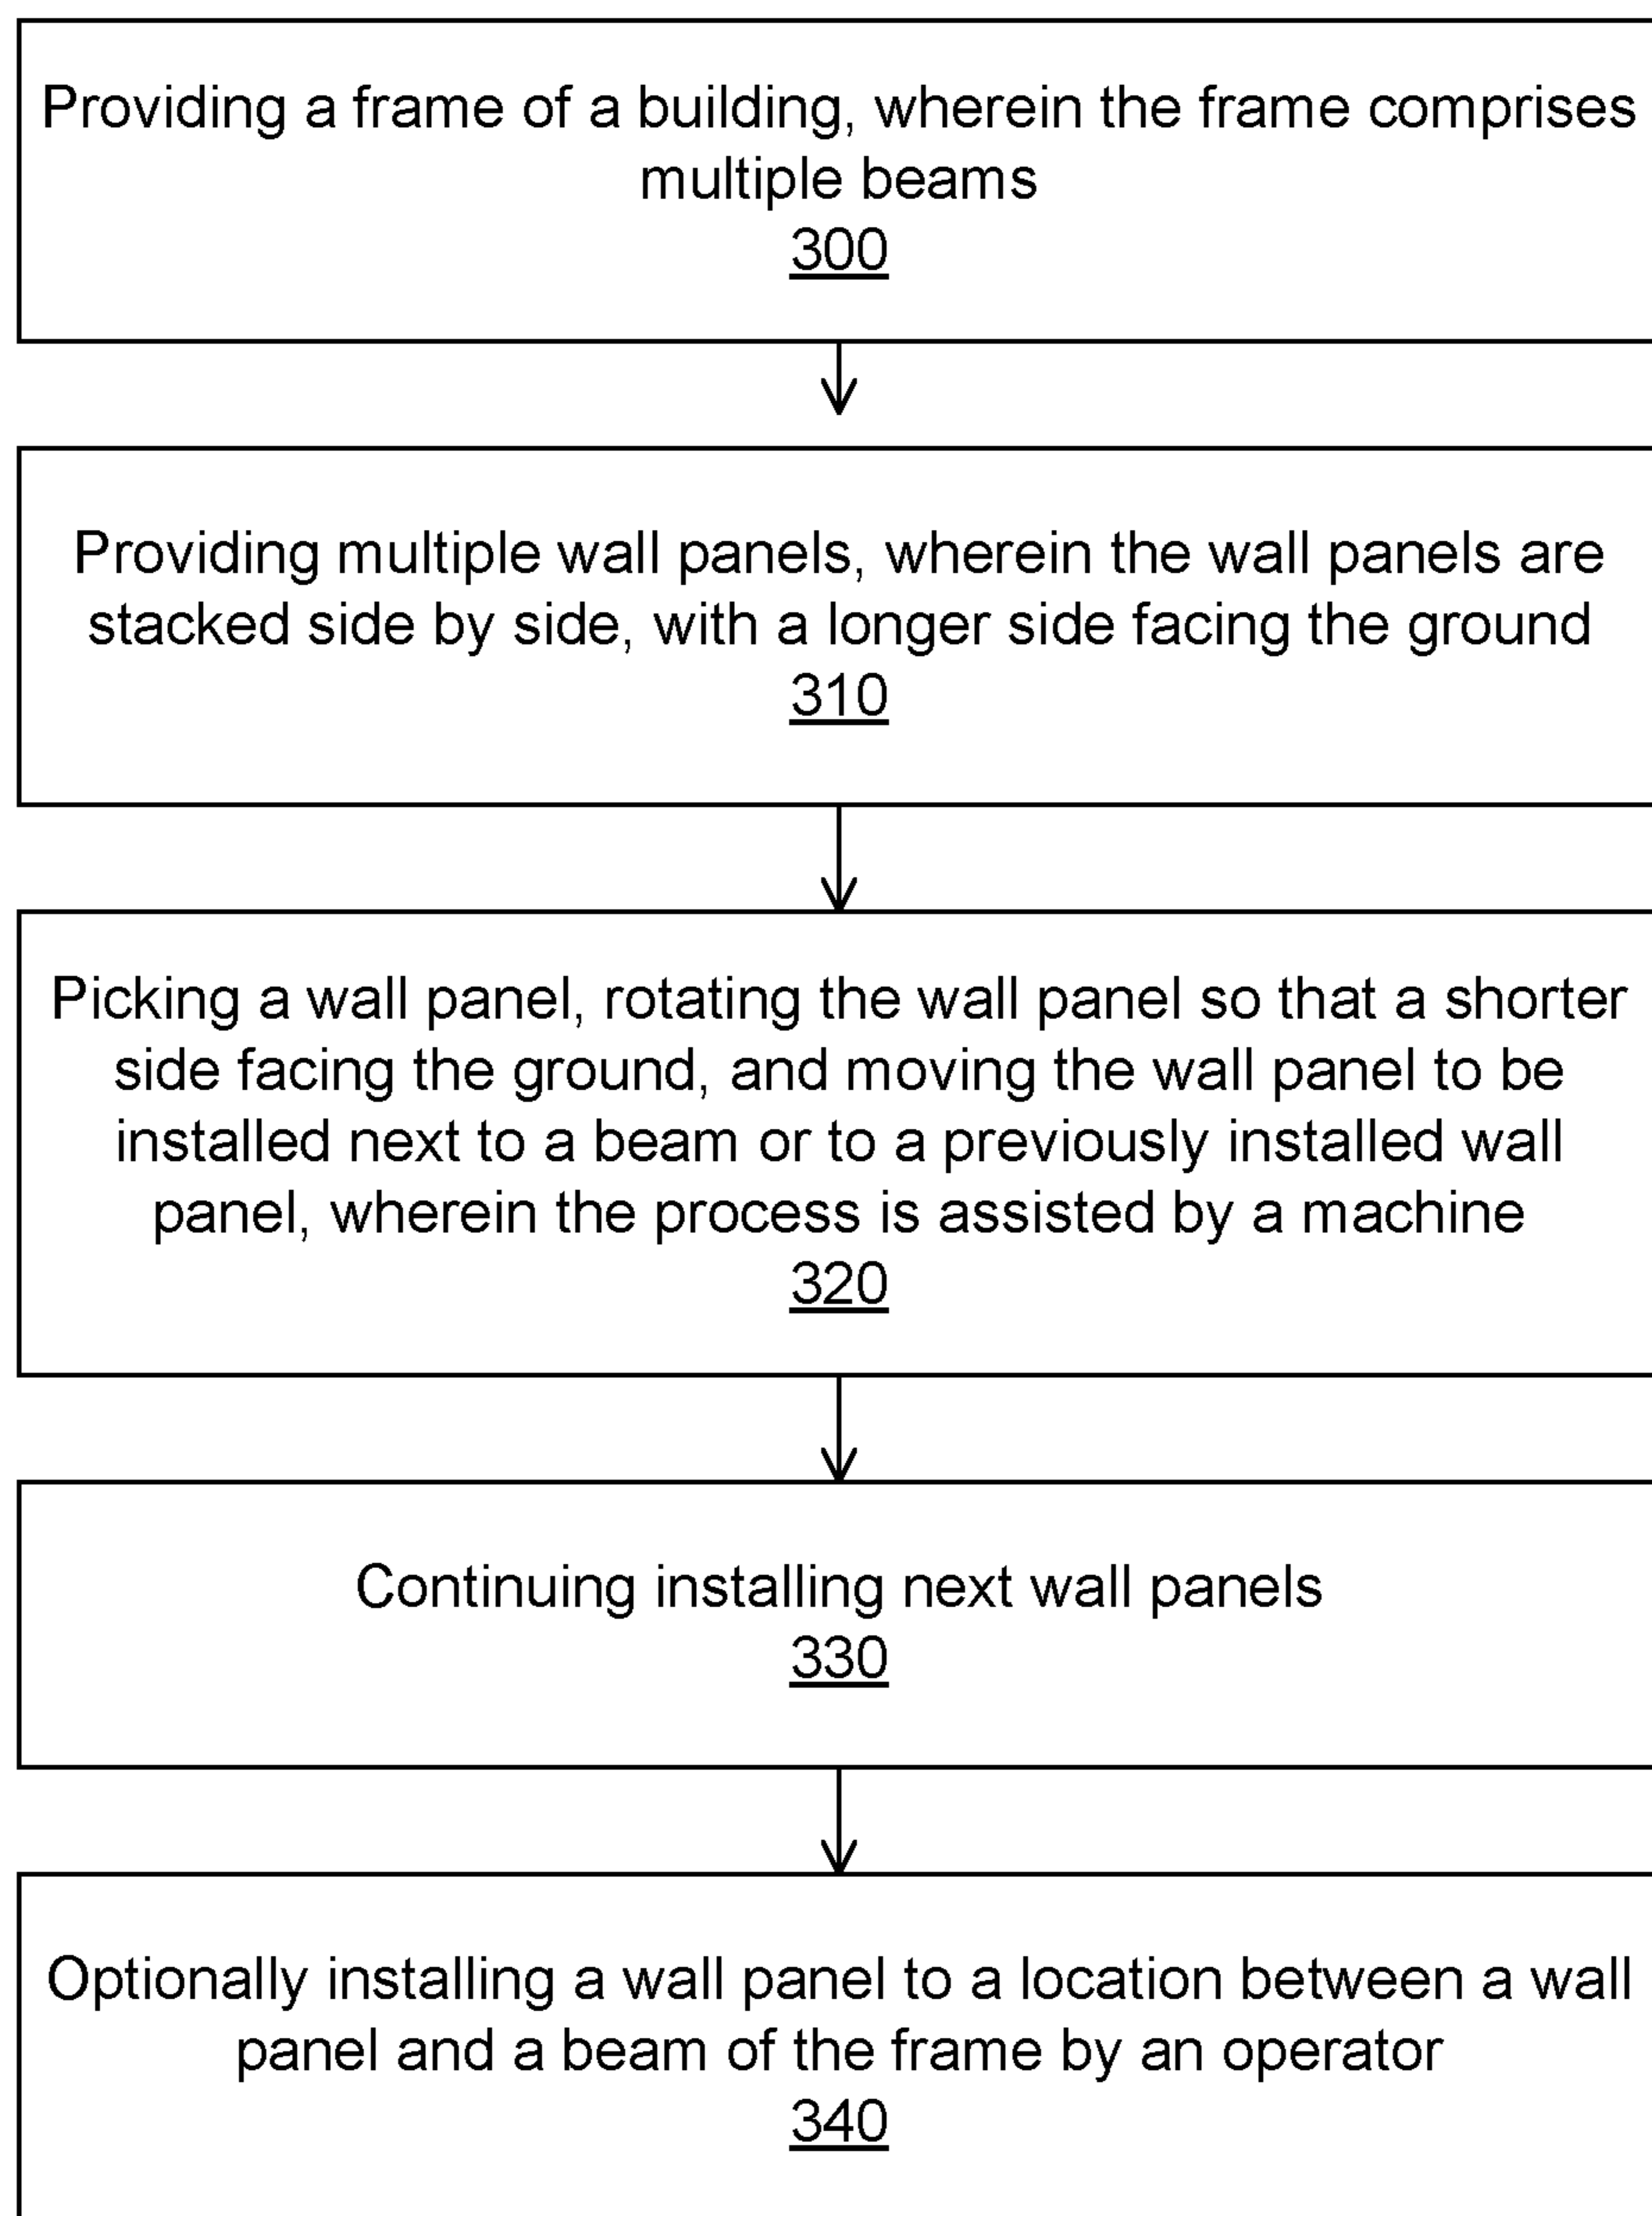 Providing a frame of a building, wherein the frame comprises
multiple beams
300
Providing multiple wall panels, wherein the wall panels are
stacked side by side, with a longer side facing the ground
310
Picking a wall panel, rotating the wall panel so that a shorter
side facing the ground, and moving the wall panel to be
installed next to a beam or to a previously installed wall
panel, wherein the process is assisted by a machine
320
Continuing installing next wall panels
330
Optionally installing a wall panel to a location between a wall
panel and a beam of the frame by an operator
340